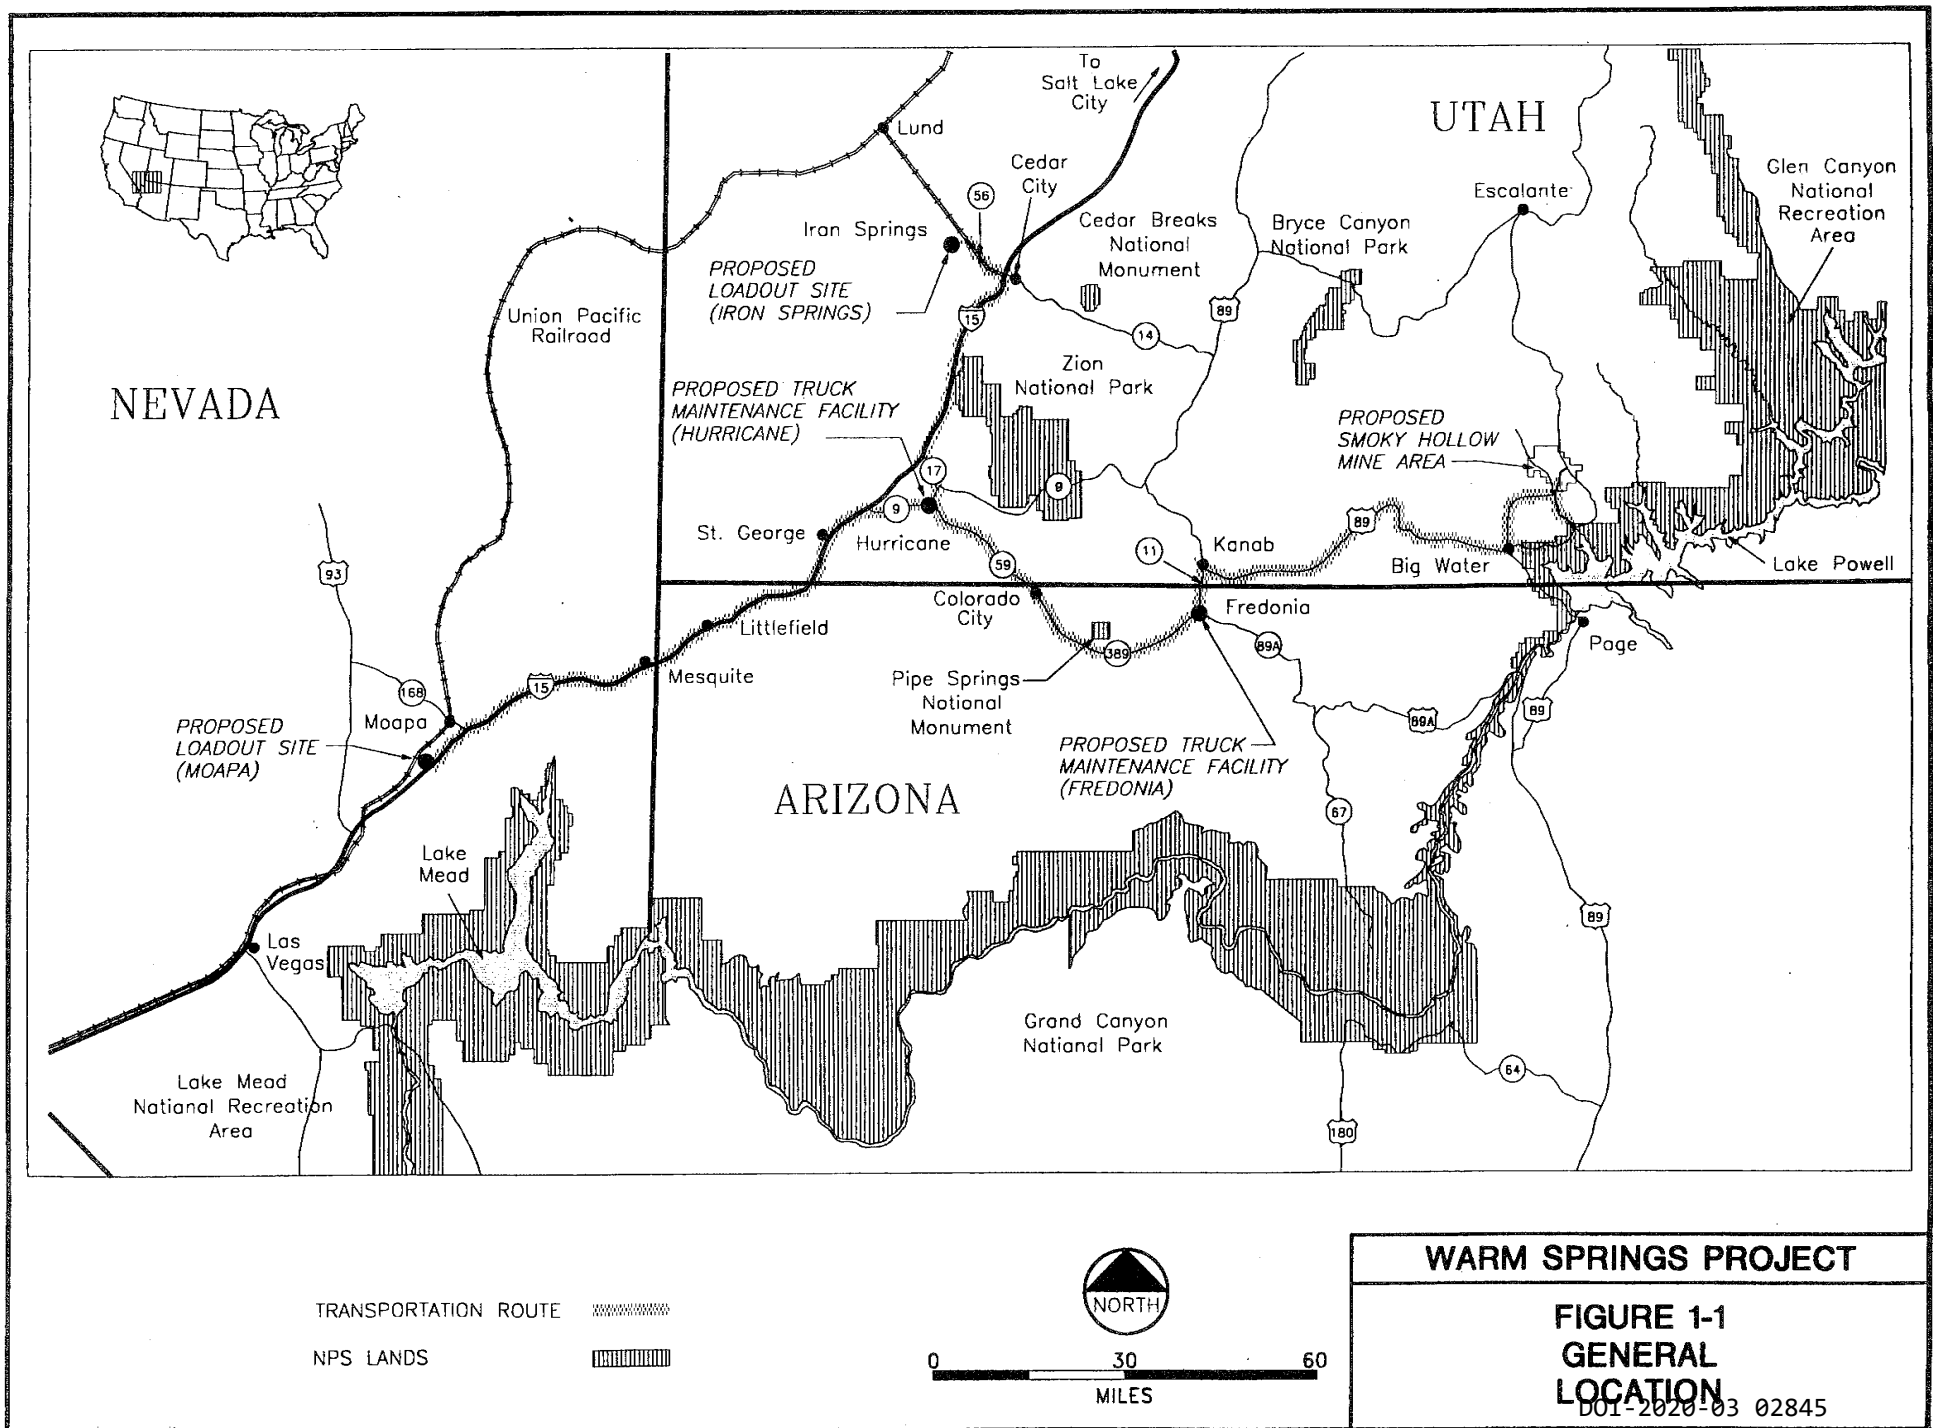 To
Salt Lake
City
UTAH
Lund
Cedar
City
56
Glen Canyon
National
Recreation
Area
Escalante
Iron Springs
Cedar Breaks
National
Monument
Bryce Canyon
National Park
PROPOSED
LOADOUT SITE
(IRON SPRINGS)
Union Pacific
Railroad
15
14
89
Zion
National Park
NEVADA
PROPOSED TRUCK
MAINTENANCE FACILITY
(HURRICANE)
PROPOSED
SMOKY HOLLOW
MINE AREA
17
9
9
St. George
Hurricane
89
11
Kanab
Big Water
Lake Powell
93
59
Colorado
City
Fredonia
Littlefield
Page
389
89A
Mesquite
Pipe Springs
National
Monument
15
168
Moapa
89
89A
PROPOSED
LOADOUT SITE
(MOAPA)
PROPOSED TRUCK
MAINTENANCE FACILITY
(FREDONIA)
ARIZONA
67
Lake
Mead
89
Las
Vegas
Grand Canyon
National Park
64
Lake Mead
National Recreation
Area
180
WARM SPRINGS PROJECT
TRANSPORTATION ROUTE
NORTH
FIGURE 1-1
GENERAL
LOCATION
NPS LANDS
0 30 60
MILES
DOI-2020-03 02845